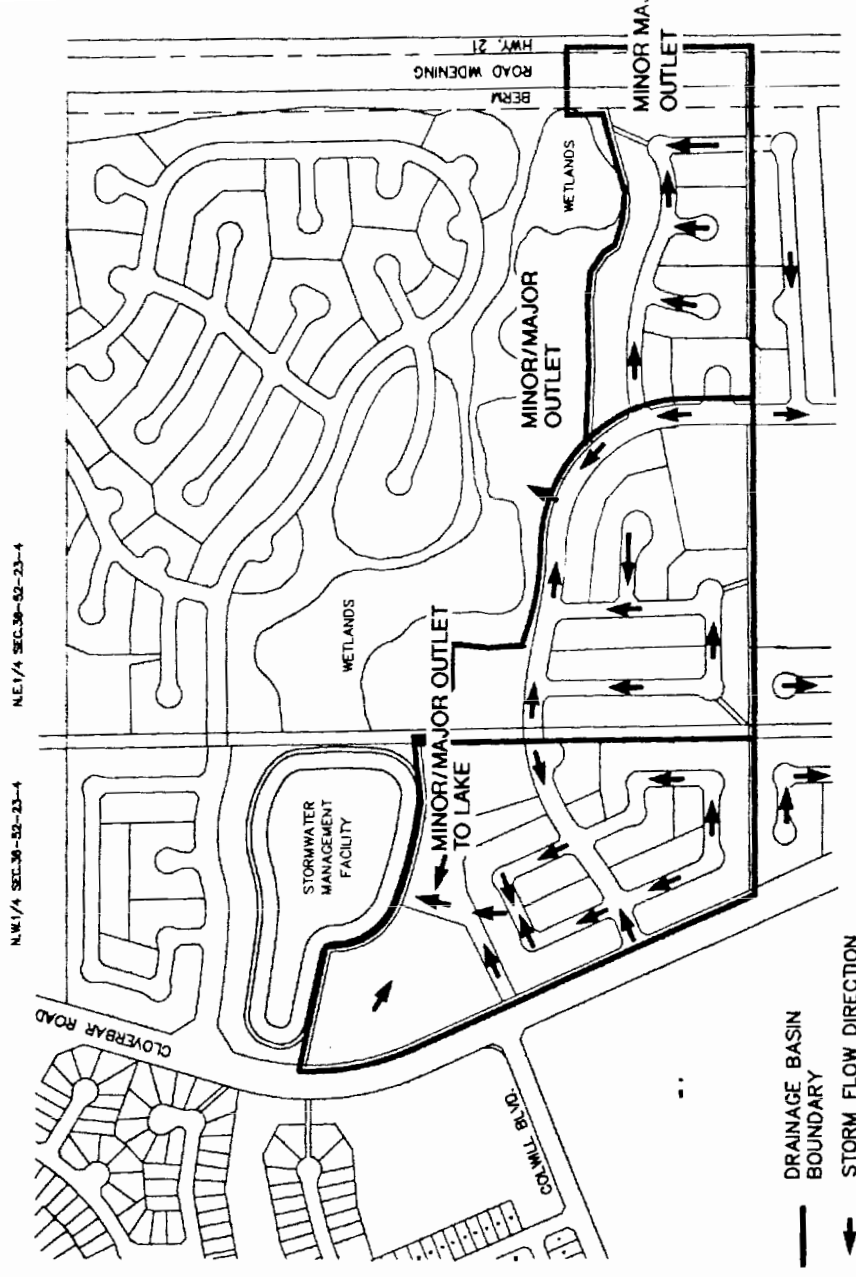 N.W.1/4 SEC.36-52-23-4
N.E.1/4 SEC.36-52-23-4
CLOVERBAR ROAD
COLWILL BLVD.
STORMWATER
MANAGEMENT
FACILITY
MINOR/MAJOR OUTLET
TO LAKE
WETLANDS
MINOR/MAJOR
OUTLET
WETLANDS
BERM
ROAD WIDENING
HWY. 21
MINOR MA
OUTLET
DRAINAGE BASIN
BOUNDARY
STORM FLOW DIRECTION